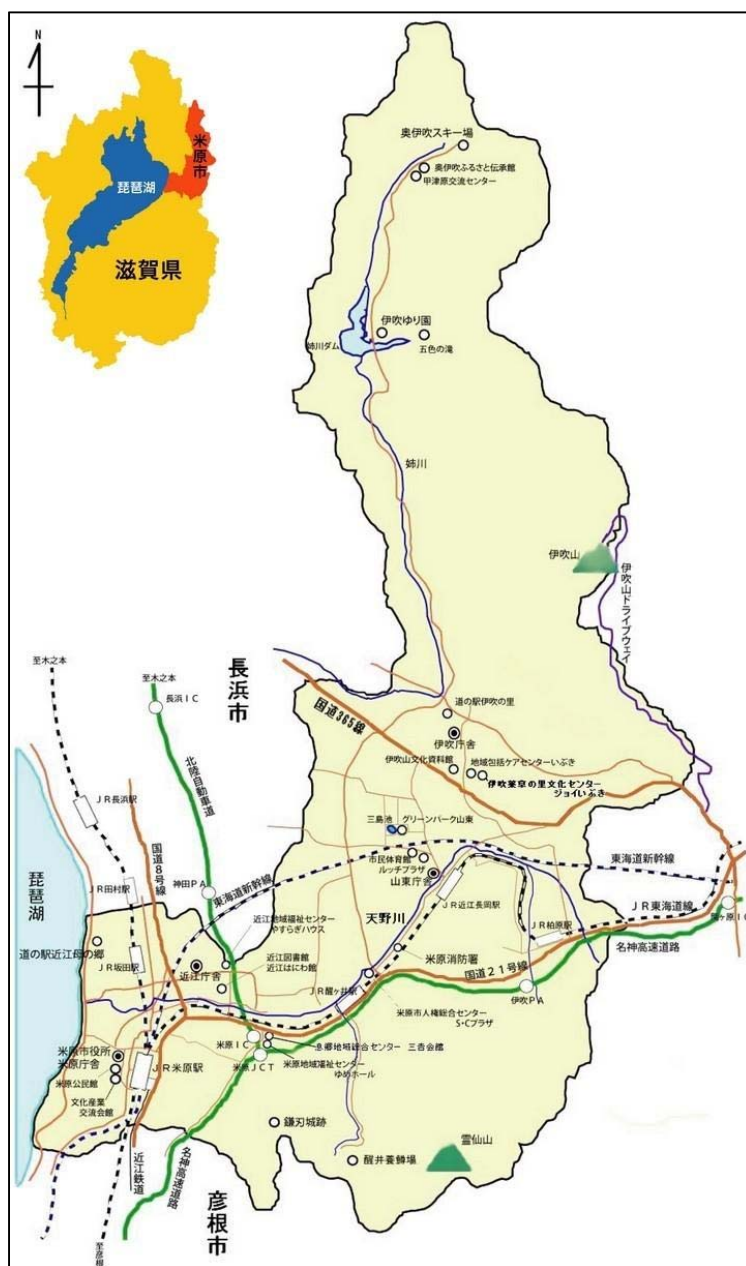 N
米原市
琵琶湖
滋賀県
奥伊吹スキー場
奥伊吹ふるさと伝承館
甲津原交流センター
伊吹ゆり園
姉川ダム
五色の滝
姉川
伊吹山
伊吹山ドライブウェイ
至木之本
至木之本
長浜市
長浜IC
道の駅伊吹の里
国道365線
伊吹庁舎
北陸自動車道
伊吹山文化資料館
地域包括ケアセンターいぶき
伊吹薬草の里文化センター
ジョイいぶき
JR長浜駅
三島池
グリーンパーク山東
国道8号線
市民体育館
ルッチプラザ
東海道新幹線
琵琶湖
JR田村駅
神田PA
東海道新幹線
山東庁舎
JR近江長岡駅
JR東海道線
近江地域福祉センター
やすらぎハウス
天野川
JR柏原駅
名神高速道路
道の駅近江母の郷
近江図書館
近江はにわ館
米原消防署
JR坂田駅
近江庁舎
国道21号線
JR醒ヶ井駅
伊吹PA
米原市人権総合センター
S・Cプラザ
米原市役所
米原庁舎
米原IC
息郷地域総合センター 三吉会館
JR米原駅
米原JCT
米原地域福祉センター
ゆめホール
米原公民館
文化産業
交流会館
鎌刃城跡
霊仙山
醒井養鱒場
近江鉄道
名神高速道路
彦根市
至彦根